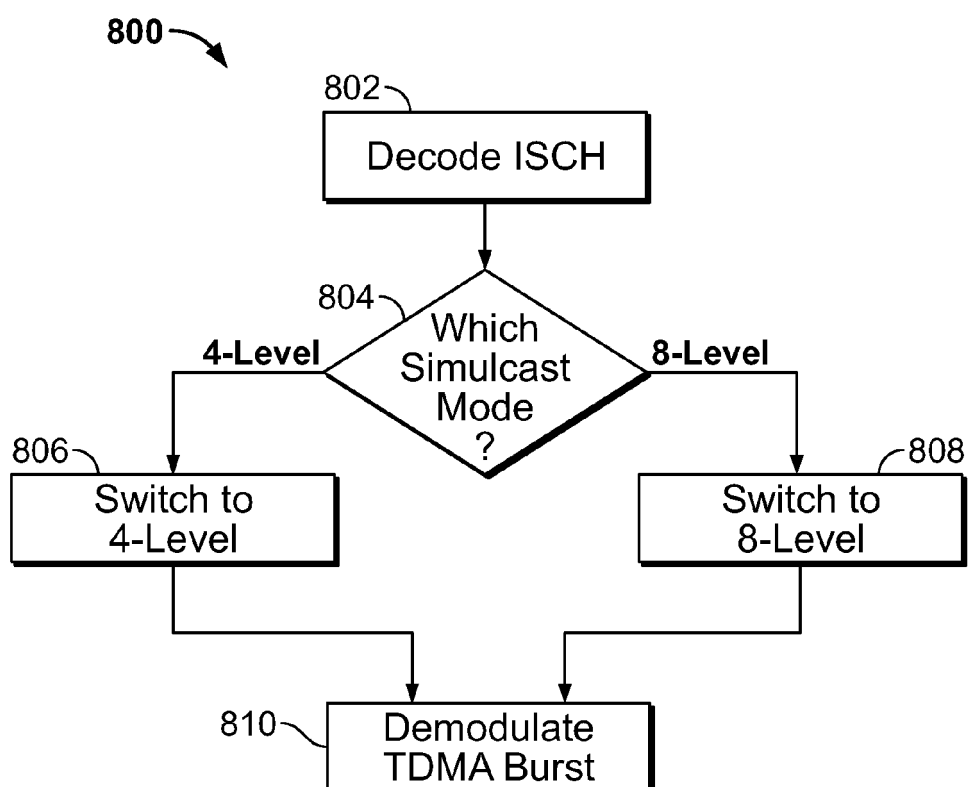 800
802
Decode ISCH
804
Which
Simulcast
Mode
?
4-Level
8-Level
806
Switch to
4-Level
808
Switch to
8-Level
810
Demodulate
TDMA Burst